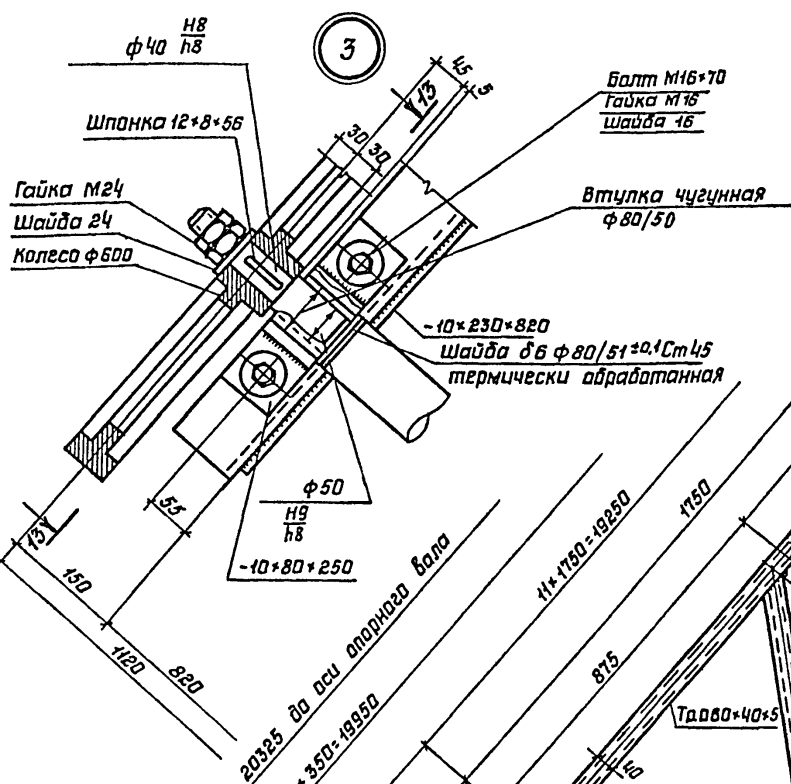 ф40 H8
h8
3
Шпонка 12×8×56
Гайка М24
Шайба 24
Колесо ф600
45
5
13
30
30
Болт М16×70
Гайка М16
Шайба 16
Втулка чугунная
ф80/50
-10×230×820
Шайба δ6 ф80/51±0,1 Ст45
термически обработанная
ф50
H9
h8
-10×80×250
55
13
150
1120
820
20325 до оси опорного вала
×350=19950
11×1750=19250
1750
875
Тр.080×40×5
40